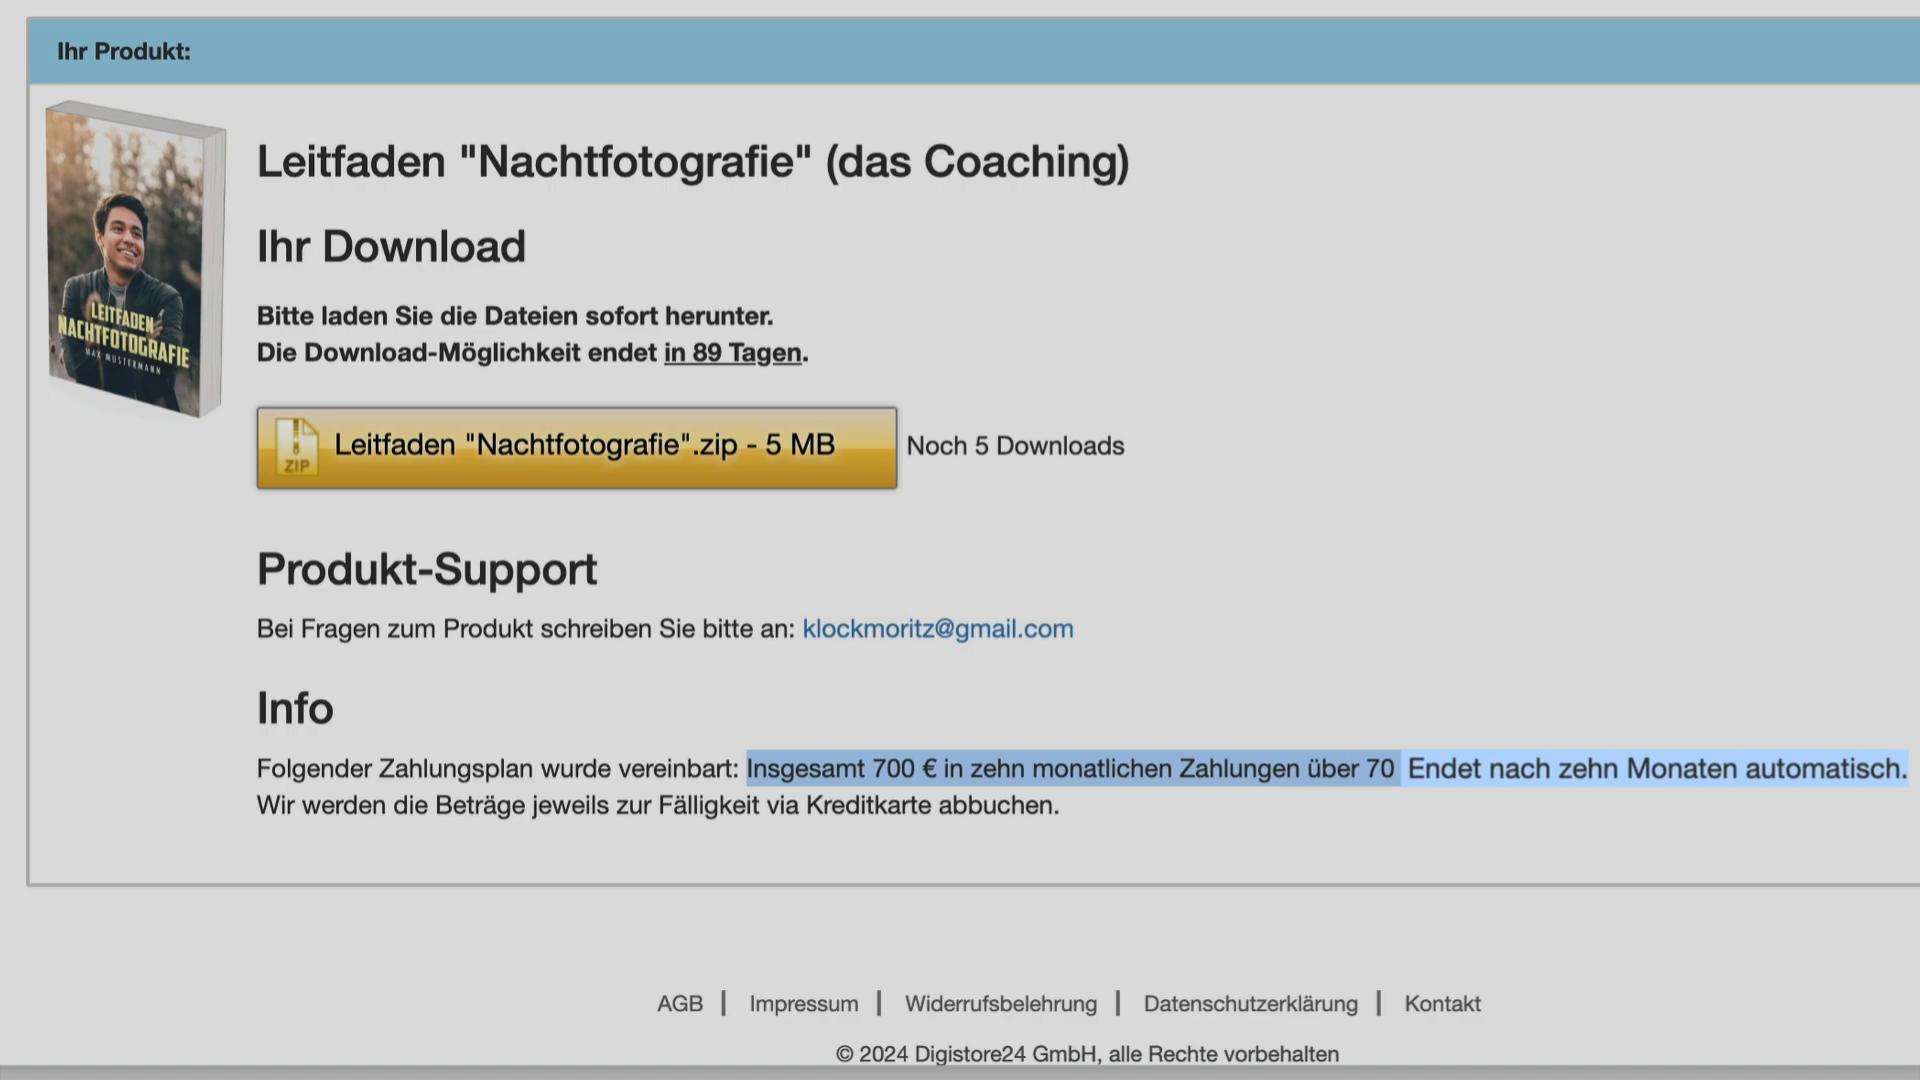 Ihr Produkt:
LEITFADEN
NACHTFOTOGRAFIE
MAX MUSTERMANN
Leitfaden "Nachtfotografie" (das Coaching)
Ihr Download
Bitte laden Sie die Dateien sofort herunter.
Die Download-Möglichkeit endet in 89 Tagen.
ZIP Leitfaden "Nachtfotografie".zip - 5 MB Noch 5 Downloads
Produkt-Support
Bei Fragen zum Produkt schreiben Sie bitte an: klockmoritz@gmail.com
Info
Folgender Zahlungsplan wurde vereinbart: Insgesamt 700 € in zehn monatlichen Zahlungen über 70 Endet nach zehn Monaten automatisch.
Wir werden die Beträge jeweils zur Fälligkeit via Kreditkarte abbuchen.
AGB | Impressum | Widerrufsbelehrung | Datenschutzerklärung | Kontakt
© 2024 Digistore24 GmbH, alle Rechte vorbehalten